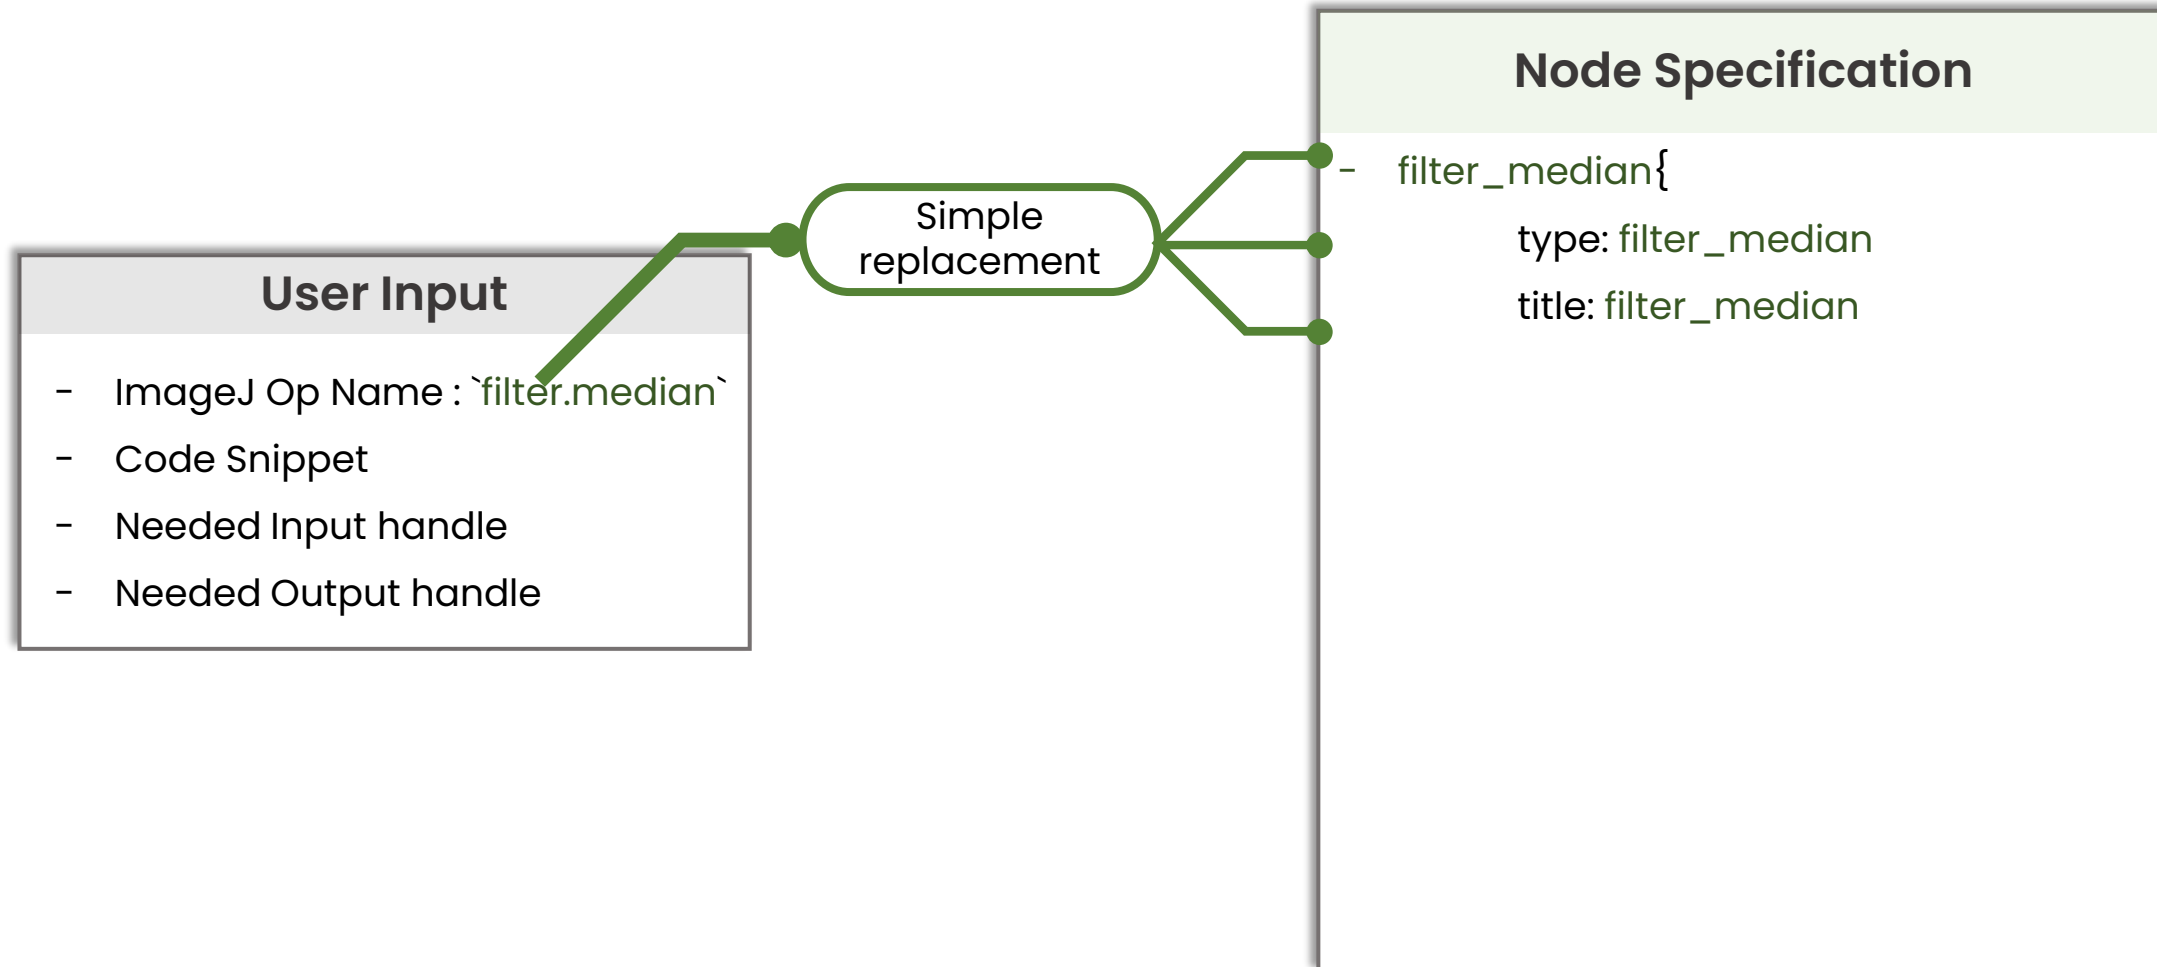 User Input
- ImageJ Op Name : `filter.median`
- Code Snippet
- Needed Input handle
- Needed Output handle
Simple
replacement
Node Specification
- filter_median{
type: filter_median
title: filter_median